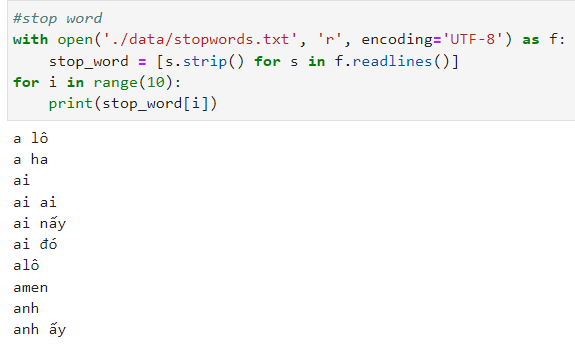 #stop word
with open('./data/stopwords.txt', 'r', encoding='UTF-8') as f:
    stop_word = [s.strip() for s in f.readlines()]
for i in range(10):
    print(stop_word[i])
a lô
a ha
ai
ai ai
ai nấy
ai đó
alô
amen
anh
anh ấy